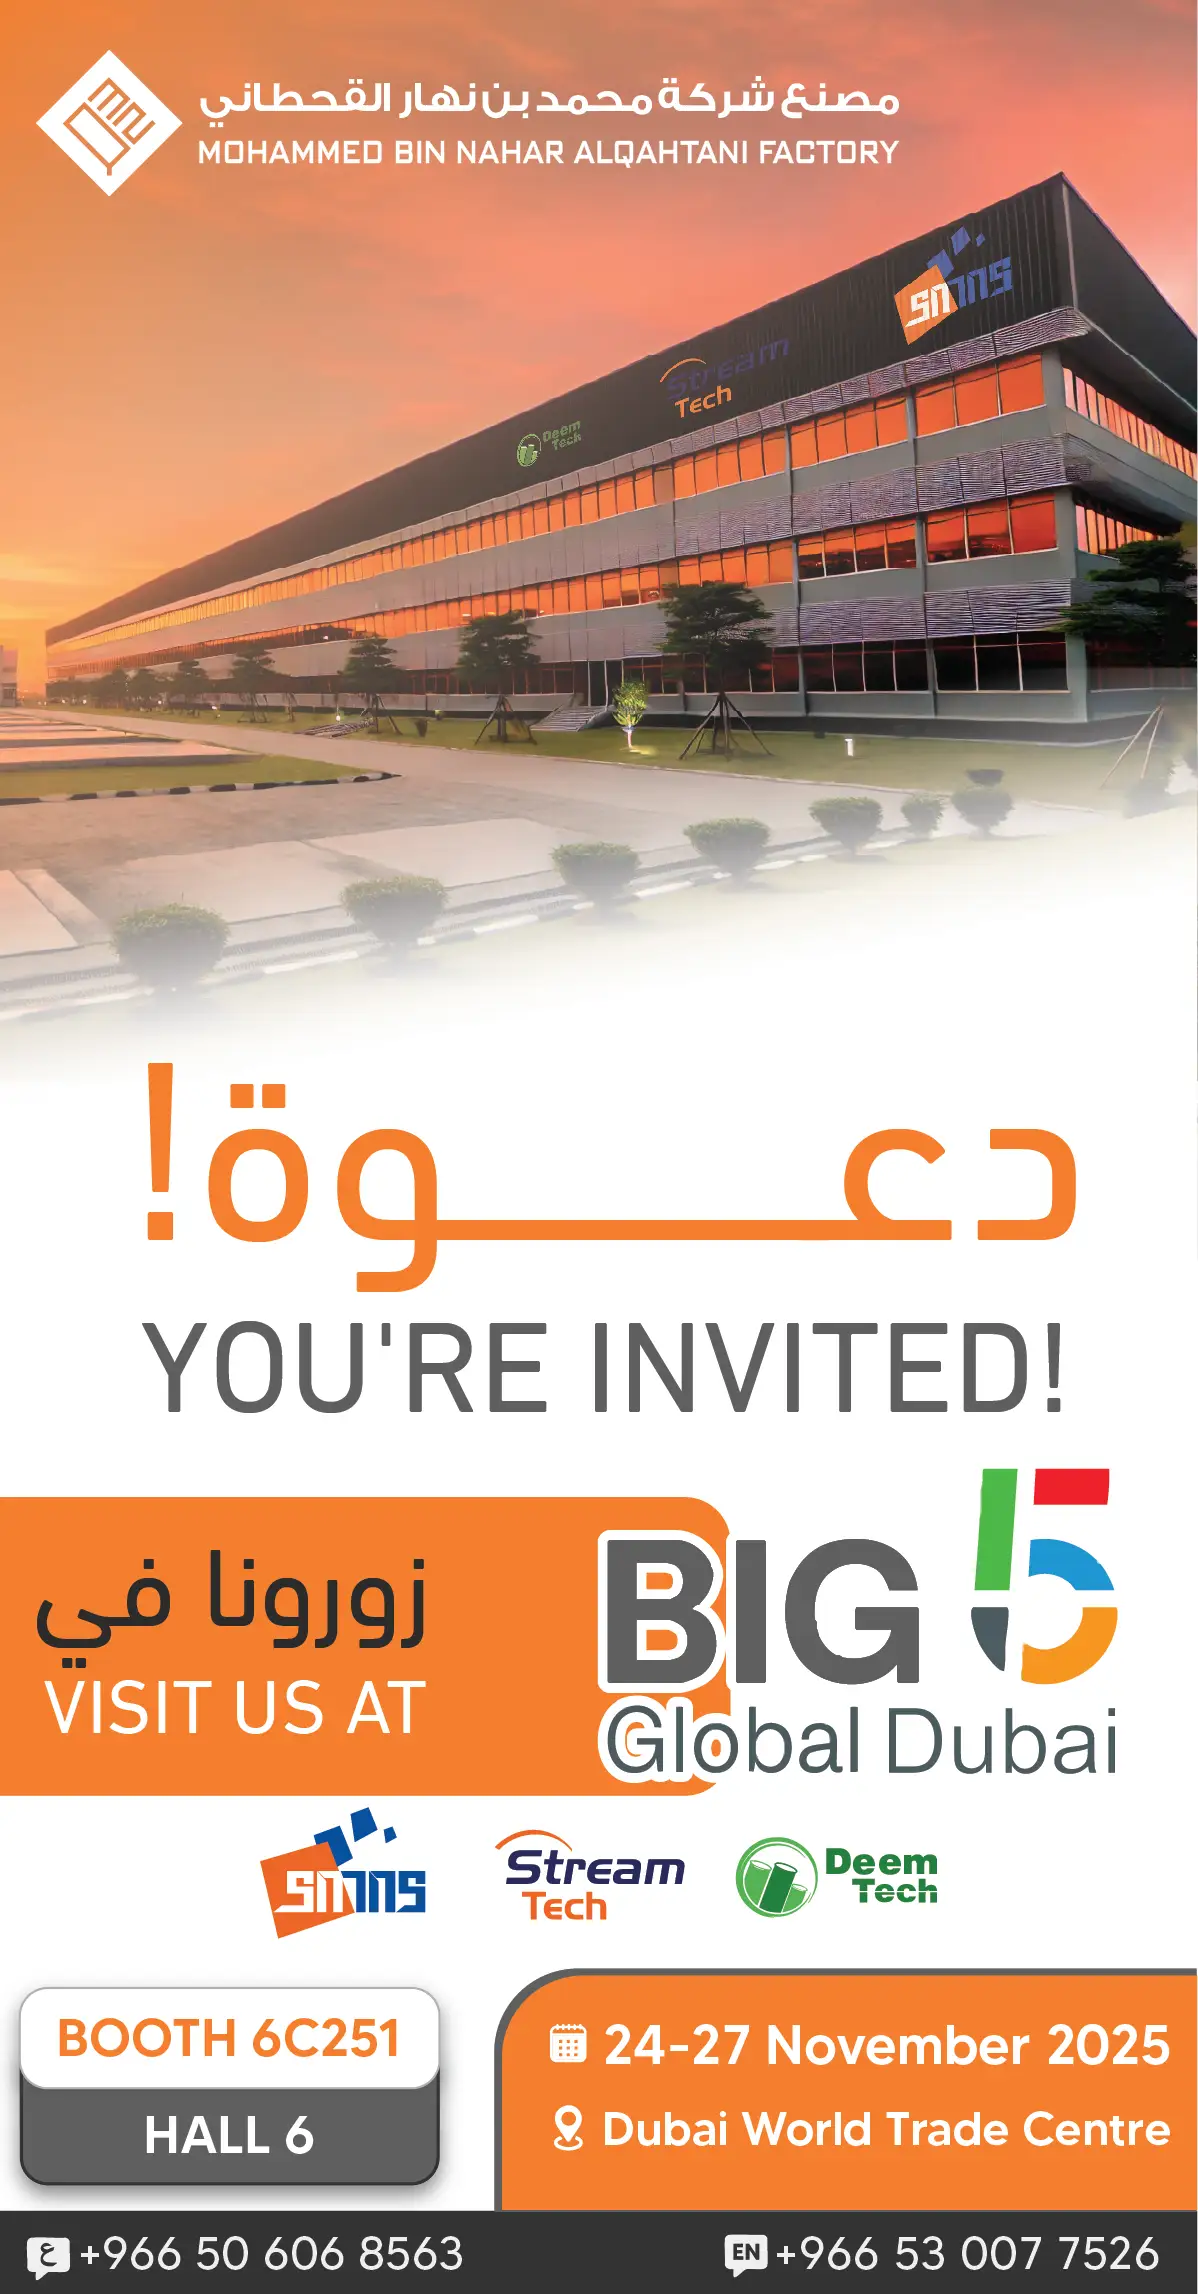 مصنع شركة محمد بن نهار القحطاني
MOHAMMED BIN NAHAR ALQAHTANI FACTORY
smnns
Stream
Tech
Deem
Tech
دعـــــوة!
YOU'RE INVITED!
زورونا في
VISIT US AT
BIG 5
Global Dubai
smnns
Stream
Tech
Deem
Tech
BOOTH 6C251
HALL 6
24-27 November 2025
Dubai World Trade Centre
ع +966 50 606 8563
EN +966 53 007 7526